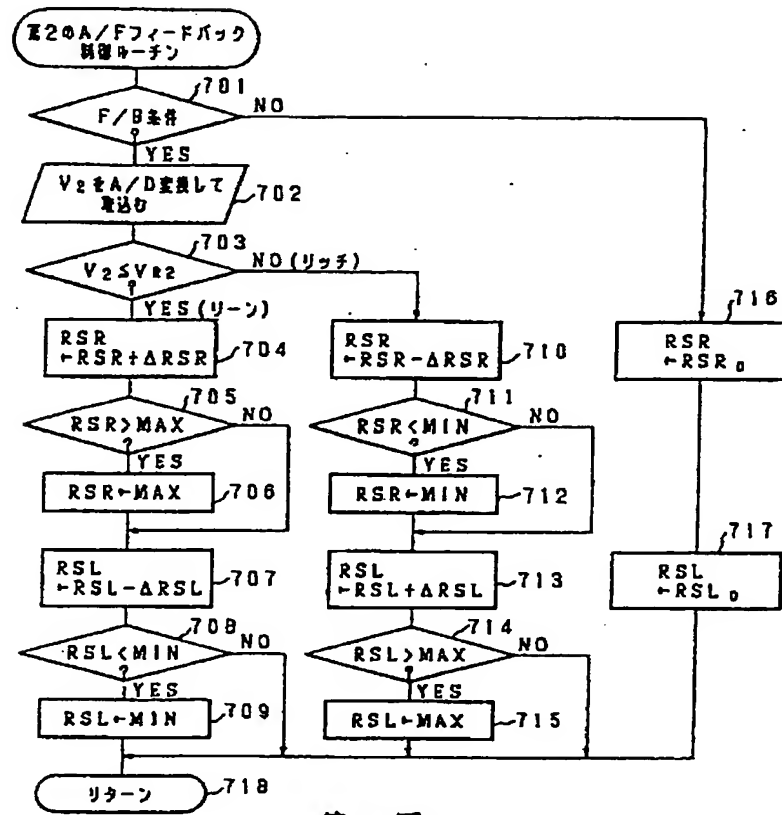 第2のA/Fフィードバック
制御ルーチン
701
F/B条件
?
NO
YES
V2をA/D変換して
取込む
702
703
V2≤VR2
?
NO(リッチ)
YES(リーン)
RSR
←RSR+ΔRSR
704
705
RSR>MAX
?
NO
YES
RSR←MAX
706
RSL
←RSL-ΔRSL
707
708
RSL<MIN
?
NO
YES
RSL←MIN
709
RSR
←RSR-ΔRSR
710
711
RSR<MIN
?
NO
YES
RSR←MIN
712
RSL
←RSL+ΔRSL
713
714
RSL>MAX
?
NO
YES
RSL←MAX
715
716
RSR
←RSR0
717
RSL
←RSL0
リターン
718